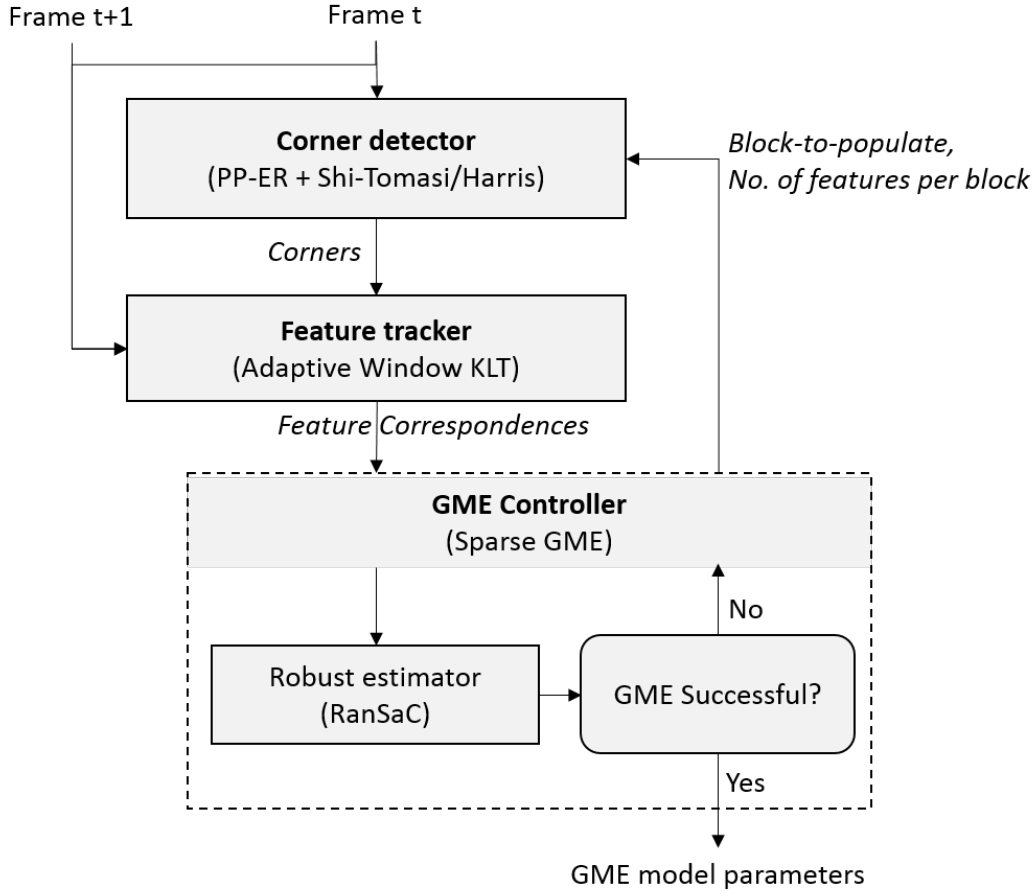 Frame t+1
Frame t
Corner detector
(PP-ER + Shi-Tomasi/Harris)
Block-to-populate,
No. of features per block
Corners
Feature tracker
(Adaptive Window KLT)
Feature Correspondences
GME Controller
(Sparse GME)
No
Robust estimator
(RanSaC)
GME Successful?
Yes
GME model parameters